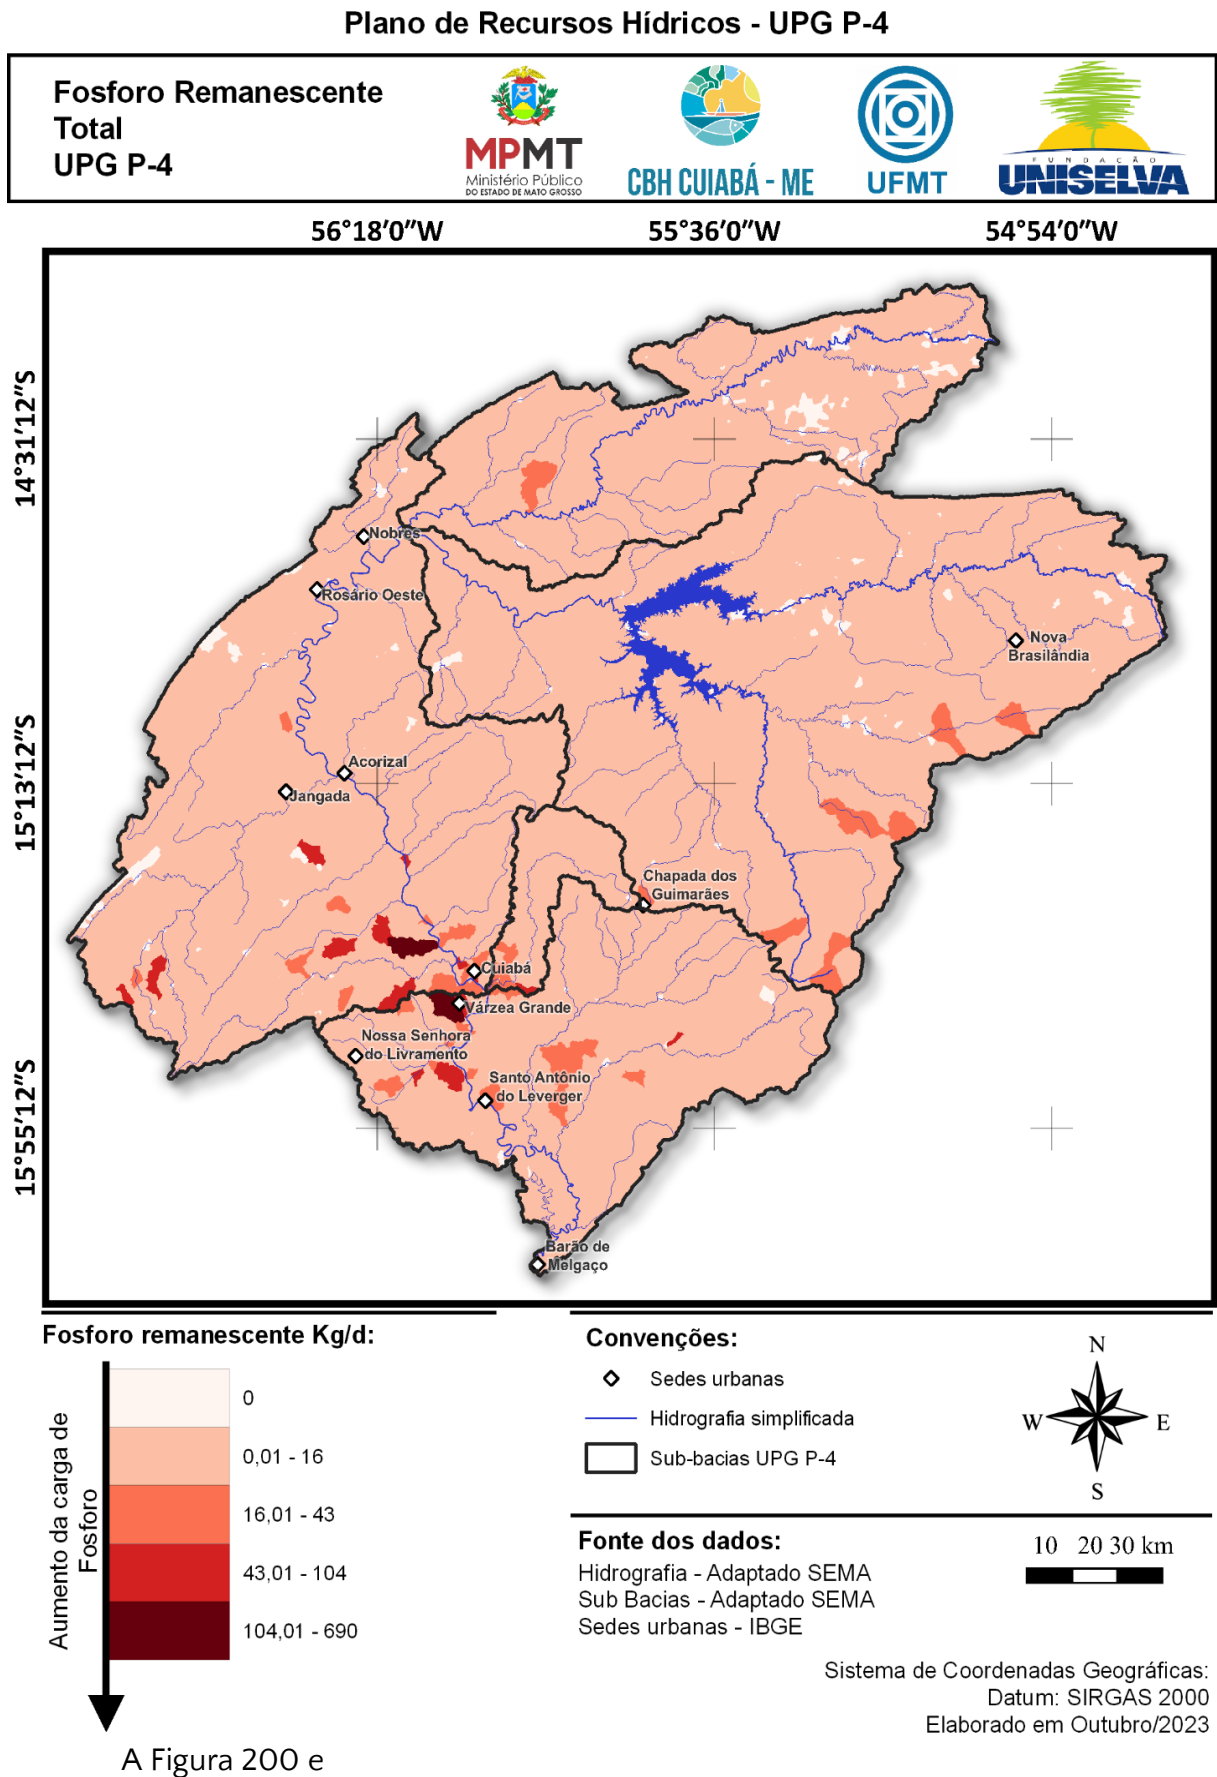 Plano de Recursos Hídricos - UPG P-4
Fosforo Remanescente
Total
UPG P-4
MPMT
Ministério Público
DO ESTADO DE MATO GROSSO
CBH CUIABÁ - ME
UFMT
FUNDAÇÃO
UNISELVA
56°18'0"W
55°36'0"W
54°54'0"W
14°31'12"S
15°13'12"S
15°55'12"S
Nobres
Rosário Oeste
Nova
Brasilândia
Acorizal
Jangada
Chapada dos
Guimarães
Cuiabá
Várzea Grande
Nossa Senhora
do Livramento
Santo Antônio
do Leverger
Barão de
Melgaço
Fosforo remanescente Kg/d:
Aumento da carga de
Fosforo
0
0,01 - 16
16,01 - 43
43,01 - 104
104,01 - 690
Convenções:
Sedes urbanas
Hidrografia simplificada
Sub-bacias UPG P-4
N
W
E
S
Fonte dos dados:
Hidrografia - Adaptado SEMA
Sub Bacias - Adaptado SEMA
Sedes urbanas - IBGE
10 20 30 km
Sistema de Coordenadas Geográficas:
Datum: SIRGAS 2000
Elaborado em Outubro/2023
A Figura 200 e